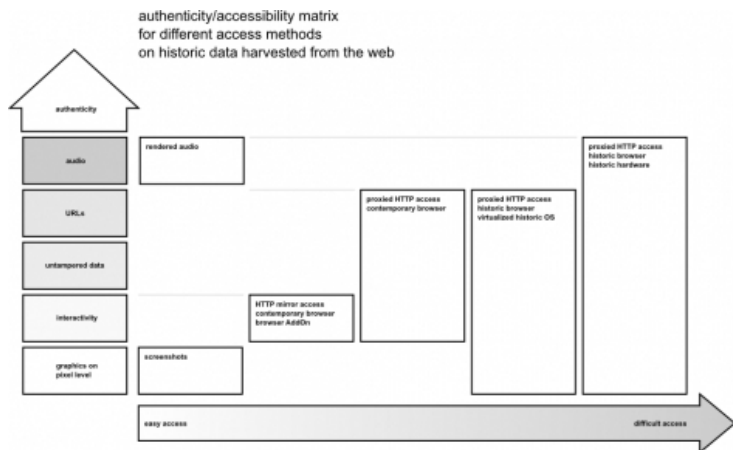 authenticity/accessibility matrix
for different access methods
on historic data harvested from the web
authenticity
audio
rendered audio
proxied HTTP access
historic browser
historic hardware
URLs
proxied HTTP access
contemporary browser
proxied HTTP access
historic browser
virtualized historic OS
untampered data
interactivity
HTTP mirror access
contemporary browser
browser AddOn
graphics on
pixel level
screenshots
easy access
difficult access